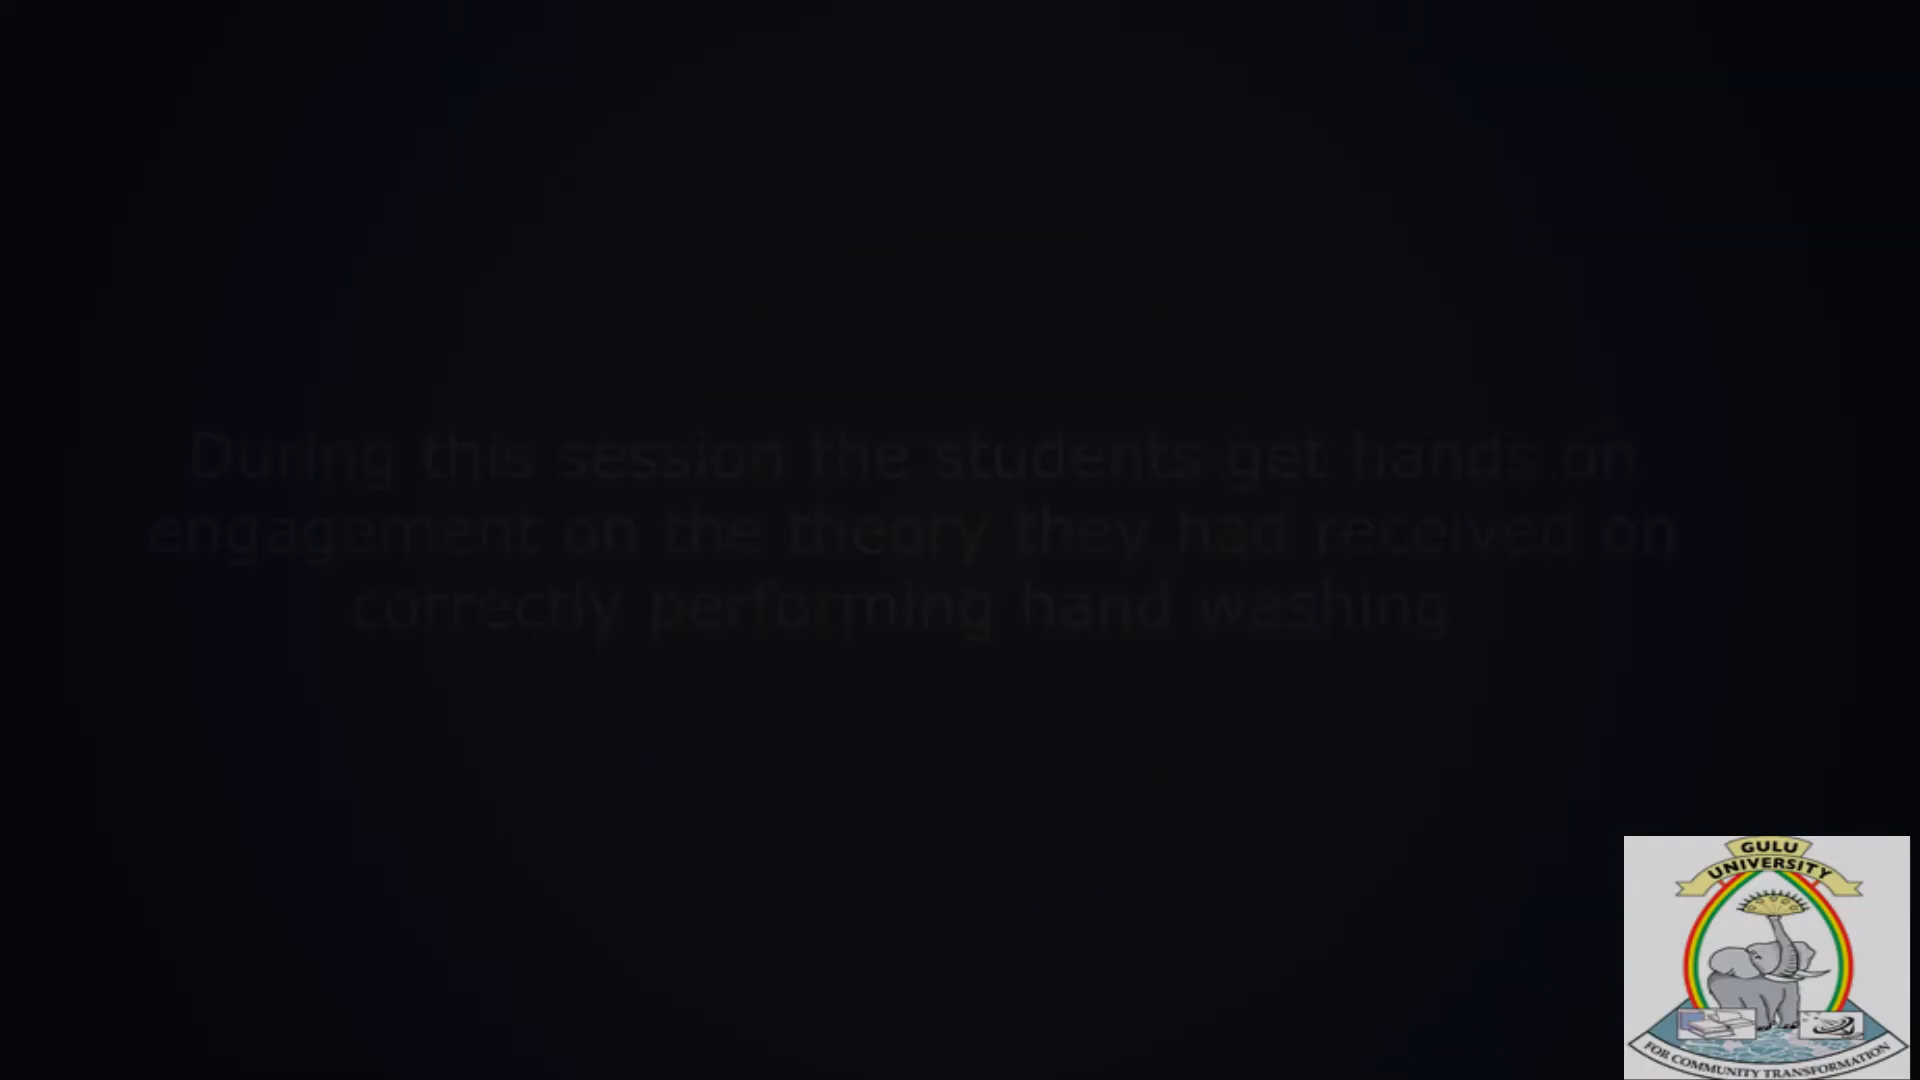 During this session the students get hands on
engagement on the theory they had received on
correctly performing hand washing
GULU
UNIVERSITY
FOR COMMUNITY TRANSFORMATION